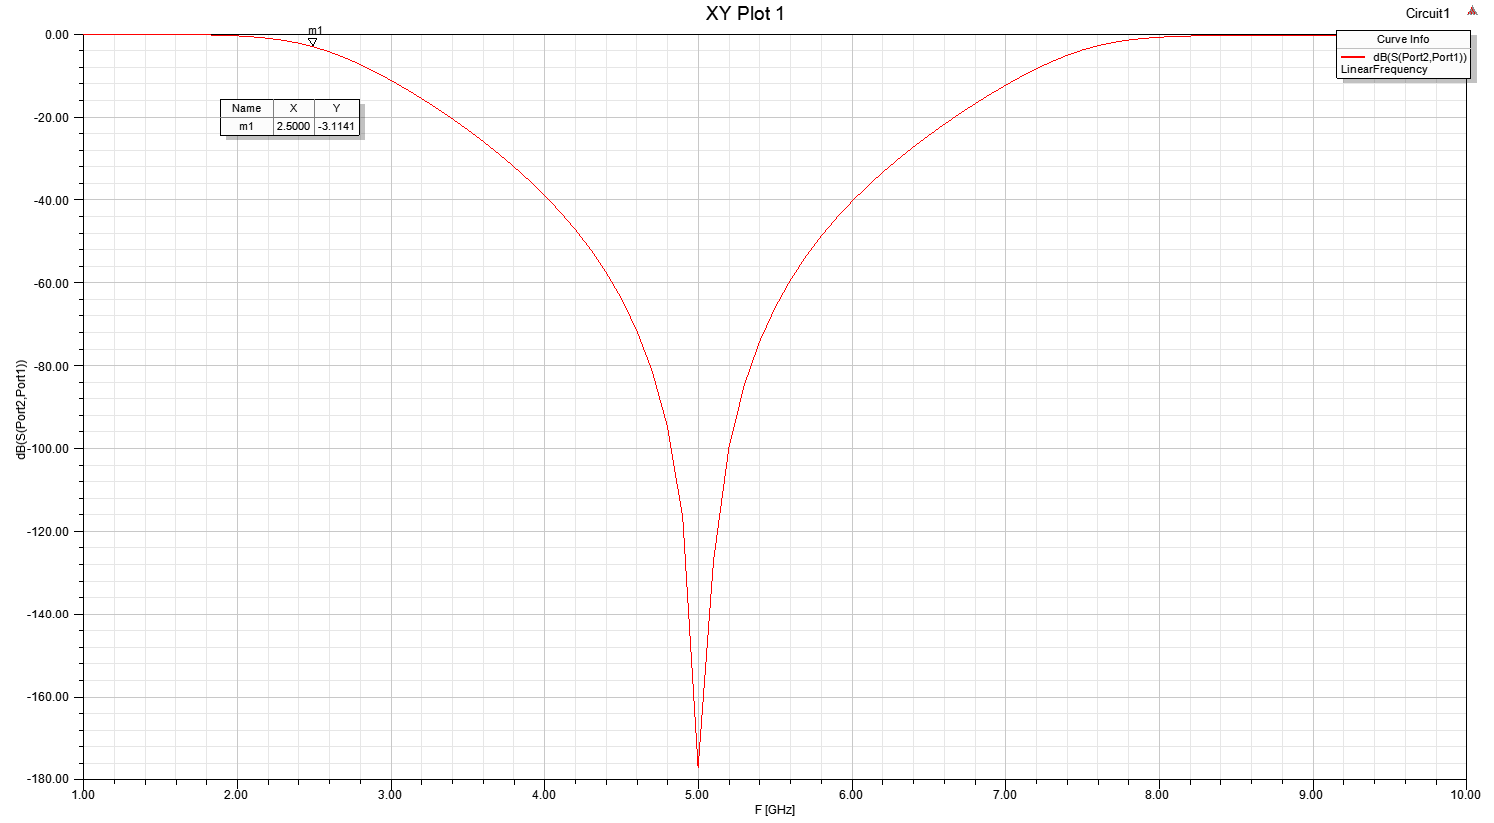 XY Plot 1
Circuit1
Curve Info
dB(S(Port2,Port1))
LinearFrequency
m1
Name X Y
m1 2.5000 -3.1141
dB(S(Port2,Port1))
0.00
-20.00
-40.00
-60.00
-80.00
-100.00
-120.00
-140.00
-160.00
-180.00
1.00 2.00 3.00 4.00 5.00 6.00 7.00 8.00 9.00 10.00
F [GHz]